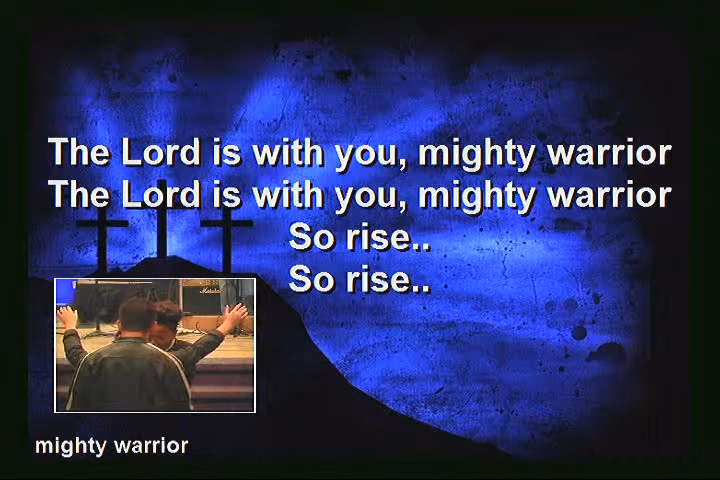 The Lord is with you, mighty warrior
The Lord is with you, mighty warrior
So rise..
So rise..
Marshall
mighty warrior